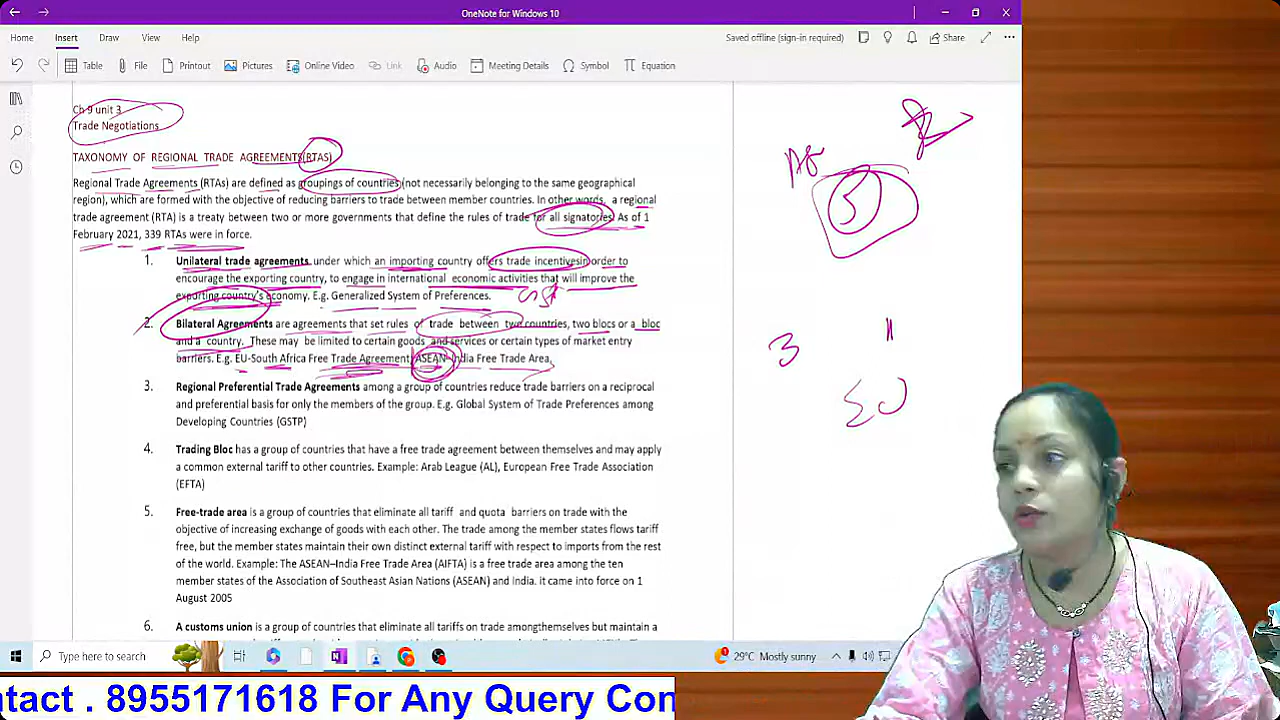 OneNote for Windows 10
Home Insert Draw View Help
Saved offline (sign-in required) Share
Table File Printout Pictures Online Video Link Audio Meeting Details Symbol Equation
Ch 9 unit 3
Trade Negotiations
TAXONOMY OF REGIONAL TRADE AGREEMENTS(RTAS)
Regional Trade Agreements (RTAs) are defined as groupings of countries (not necessarily belonging to the same geographical
region), which are formed with the objective of reducing barriers to trade between member countries. In other words, a regional
trade agreement (RTA) is a treaty between two or more governments that define the rules of trade for all signatories. As of 1
February 2021, 339 RTAs were in force.
1. Unilateral trade agreements under which an importing country offers trade incentivesin order to
encourage the exporting country, to engage in international economic activities that will improve the
exporting country's economy. E.g. Generalized System of Preferences.
2. Bilateral Agreements are agreements that set rules of trade between two countries, two blocs or a bloc
and a country. These may be limited to certain goods and services or certain types of market entry
barriers. E.g. EU-South Africa Free Trade Agreement; ASEAN–India Free Trade Area.
3. Regional Preferential Trade Agreements among a group of countries reduce trade barriers on a reciprocal
and preferential basis for only the members of the group. E.g. Global System of Trade Preferences among
Developing Countries (GSTP)
4. Trading Bloc has a group of countries that have a free trade agreement between themselves and may apply
a common external tariff to other countries. Example: Arab League (AL), European Free Trade Association
(EFTA)
5. Free-trade area is a group of countries that eliminate all tariff and quota barriers on trade with the
objective of increasing exchange of goods with each other. The trade among the member states flows tariff
free, but the member states maintain their own distinct external tariff with respect to imports from the rest
of the world. Example: The ASEAN–India Free Trade Area (AIFTA) is a free trade area among the ten
member states of the Association of Southeast Asian Nations (ASEAN) and India. it came into force on 1
August 2005
6. A customs union is a group of countries that eliminate all tariffs on trade amongthemselves but maintain a
3
EU
Type here to search
29°C Mostly sunny
ntact . 8955171618 For Any Query Con